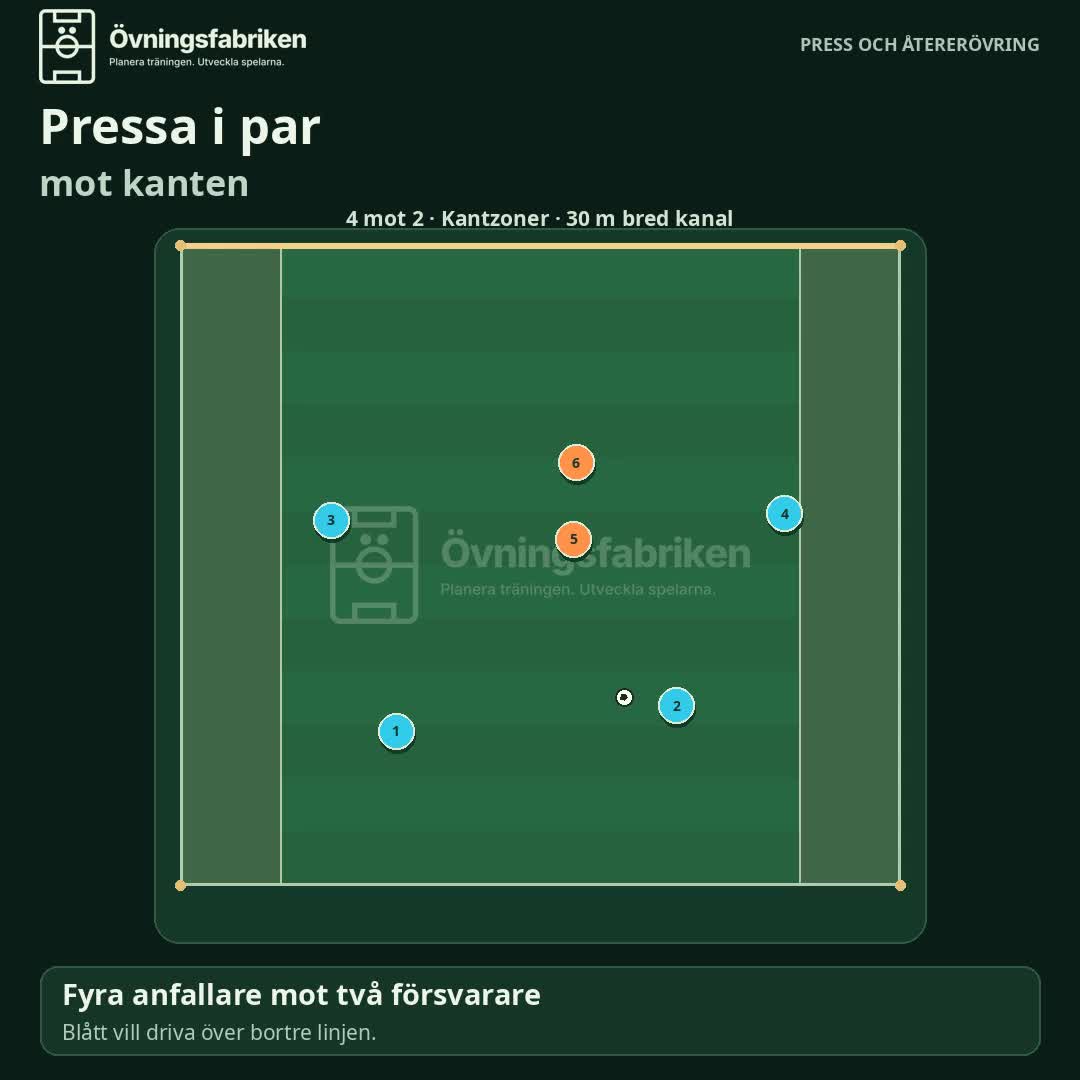 Övningsfabriken
Planera träningen. Utveckla spelarna.
PRESS OCH ÅTERERÖVRING
Pressa i par
mot kanten
4 mot 2 · Kantzoner · 30 m bred kanal
6
3
4
5
Övningsfabriken
Planera träningen. Utveckla spelarna.
2
1
Fyra anfallare mot två försvarare
Blått vill driva över bortre linjen.